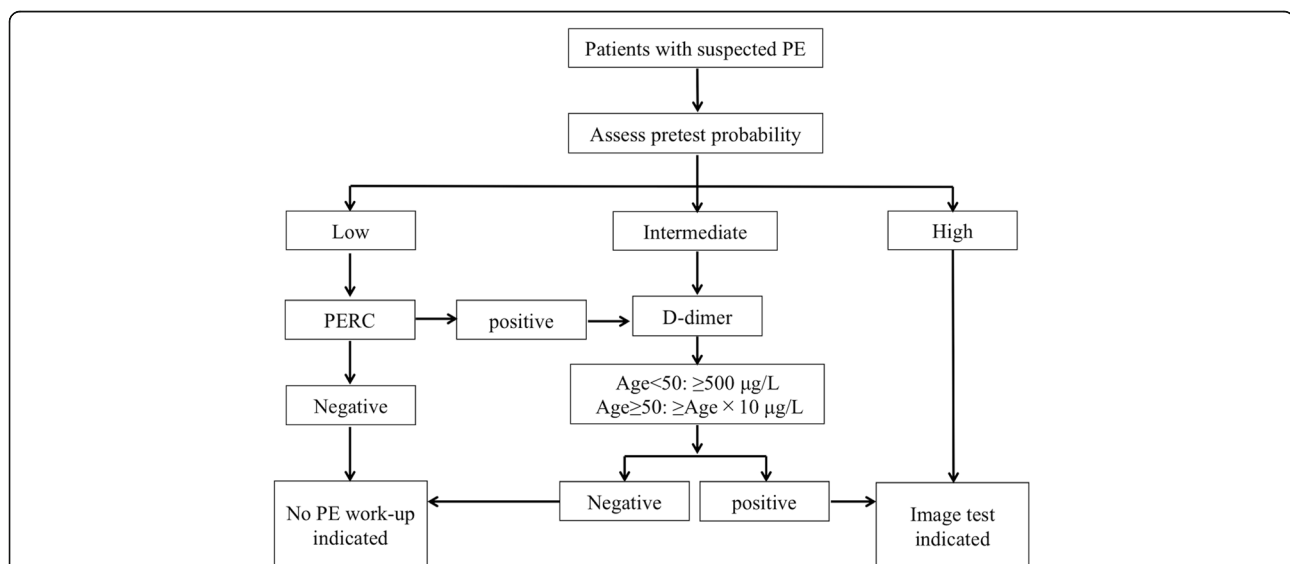 Patients with suspected PE
Assess pretest probability
Low
Intermediate
High
PERC
positive
D-dimer
Age<50: ≥500 μg/L
Age≥50: ≥Age × 10 μg/L
Negative
Negative
positive
No PE work-up
indicated
Image test
indicated